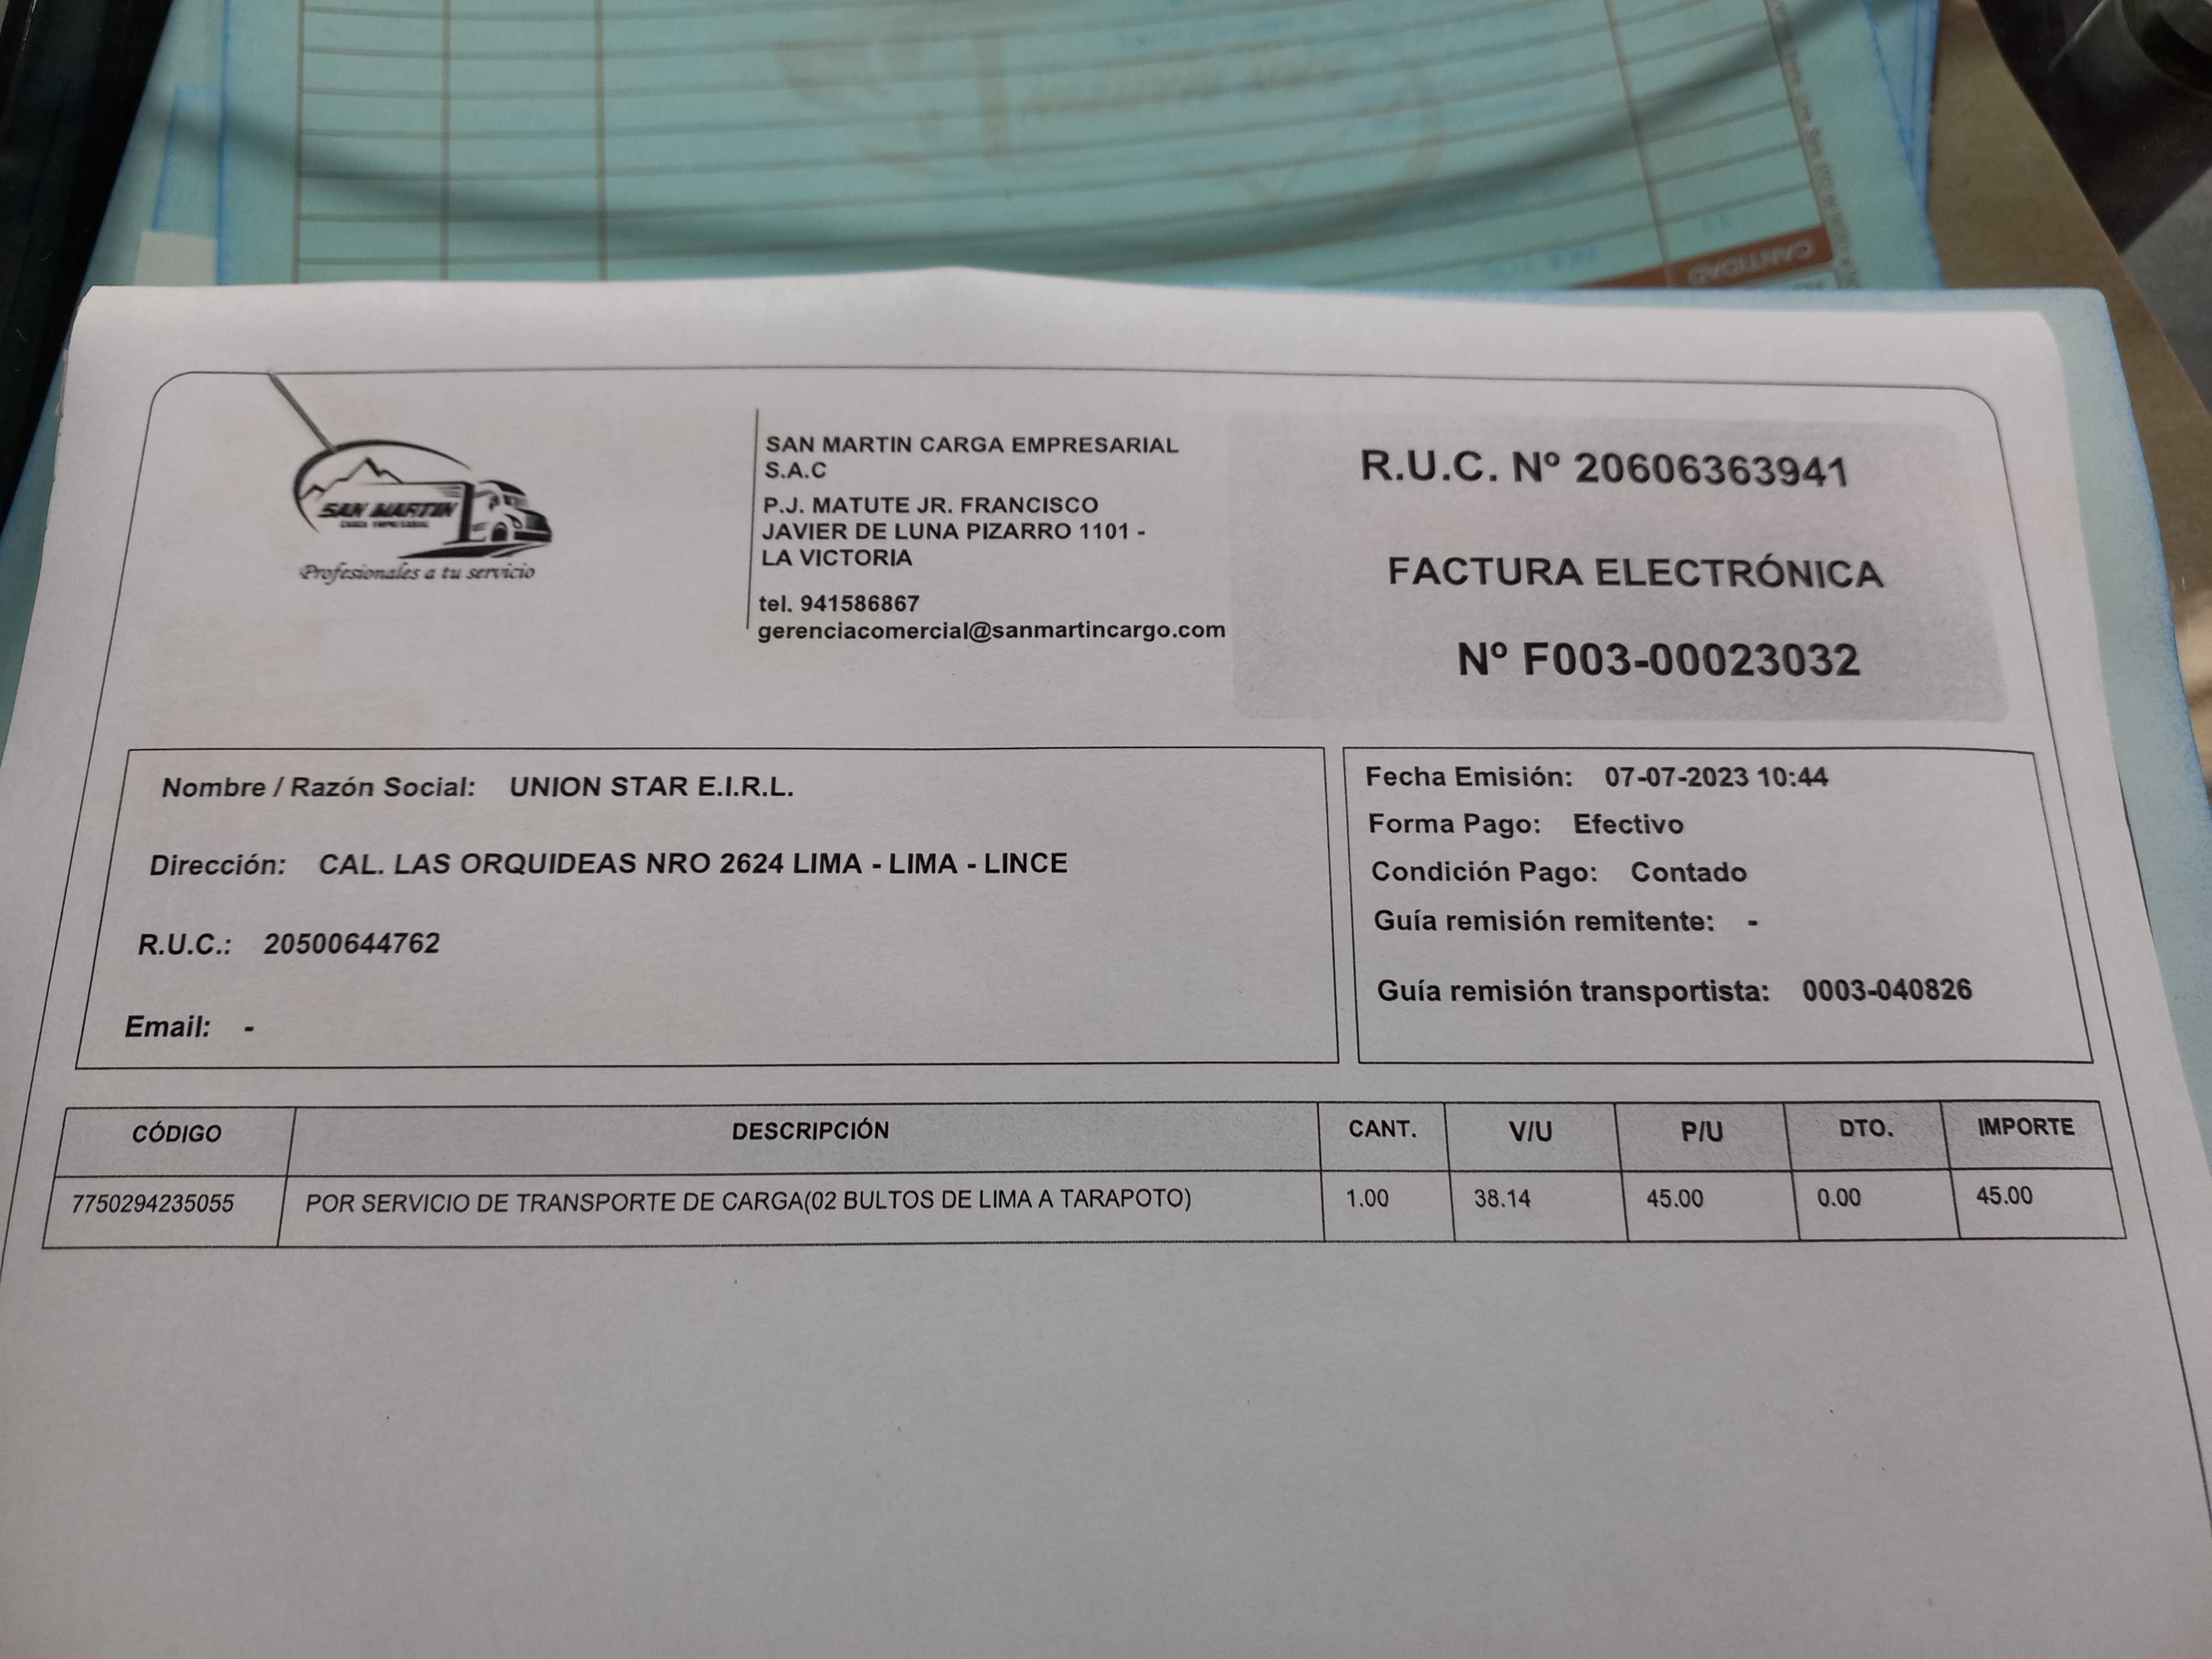 CANTIDAD
SAN MARTIN
CARGA EMPRESARIAL
Profesionales a tu servicio
SAN MARTIN CARGA EMPRESARIAL
S.A.C
P.J. MATUTE JR. FRANCISCO
JAVIER DE LUNA PIZARRO 1101 -
LA VICTORIA
tel. 941586867
gerenciacomercial@sanmartincargo.com
R.U.C. Nº 20606363941
FACTURA ELECTRÓNICA
Nº F003-00023032
Nombre / Razón Social: UNION STAR E.I.R.L.
Dirección: CAL. LAS ORQUIDEAS NRO 2624 LIMA - LIMA - LINCE
R.U.C.: 20500644762
Email: -
Fecha Emisión: 07-07-2023 10:44
Forma Pago: Efectivo
Condición Pago: Contado
Guía remisión remitente: -
Guía remisión transportista: 0003-040826
CÓDIGO DESCRIPCIÓN CANT. V/U P/U DTO. IMPORTE
7750294235055 POR SERVICIO DE TRANSPORTE DE CARGA(02 BULTOS DE LIMA A TARAPOTO) 1.00 38.14 45.00 0.00 45.00